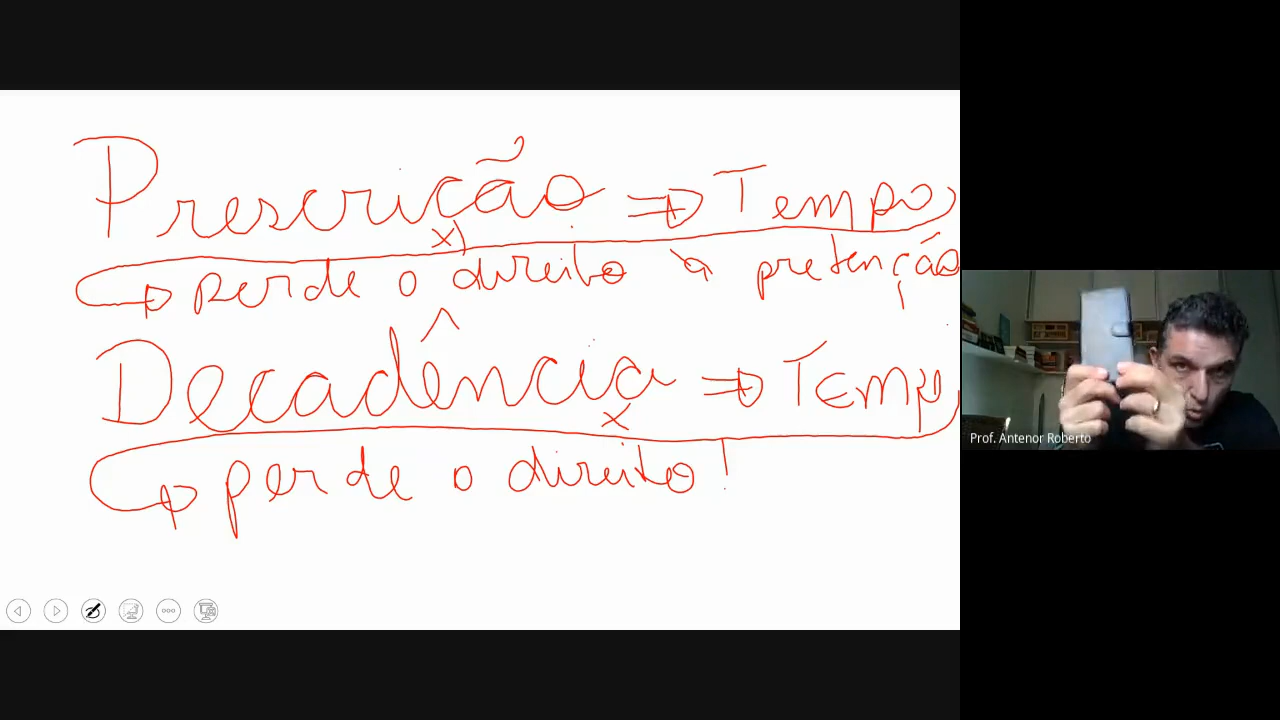 Prescrição => Tempo
perde o direito à pretenção
Decadência => Tempo
perde o direito!
Prof. Antenor Roberto